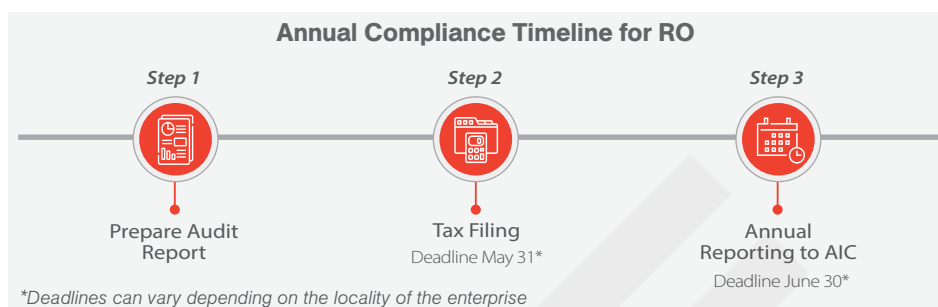 Annual Compliance Timeline for RO
Step 1
Step 2
Step 3
Prepare Audit
Report
Tax Filing
Deadline May 31*
Annual
Reporting to AIC
Deadline June 30*
*Deadlines can vary depending on the locality of the enterprise